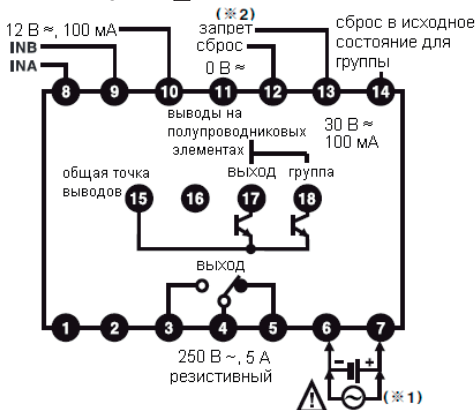 (※2)
12 В ≂, 100 мА
запрет
сброс
сброс в исходное
состояние для
группы
INB
INA
0 В ≂
8 9 10 11 12 13 14
выводы на
полупроводниковых
элементах
30 В ≂
100 мА
общая точка
выводов
выход группа
15 16 17 18
выход
1 2 3 4 5 6 7
250 В ~, 5 А
резистивный
- +
(※1)